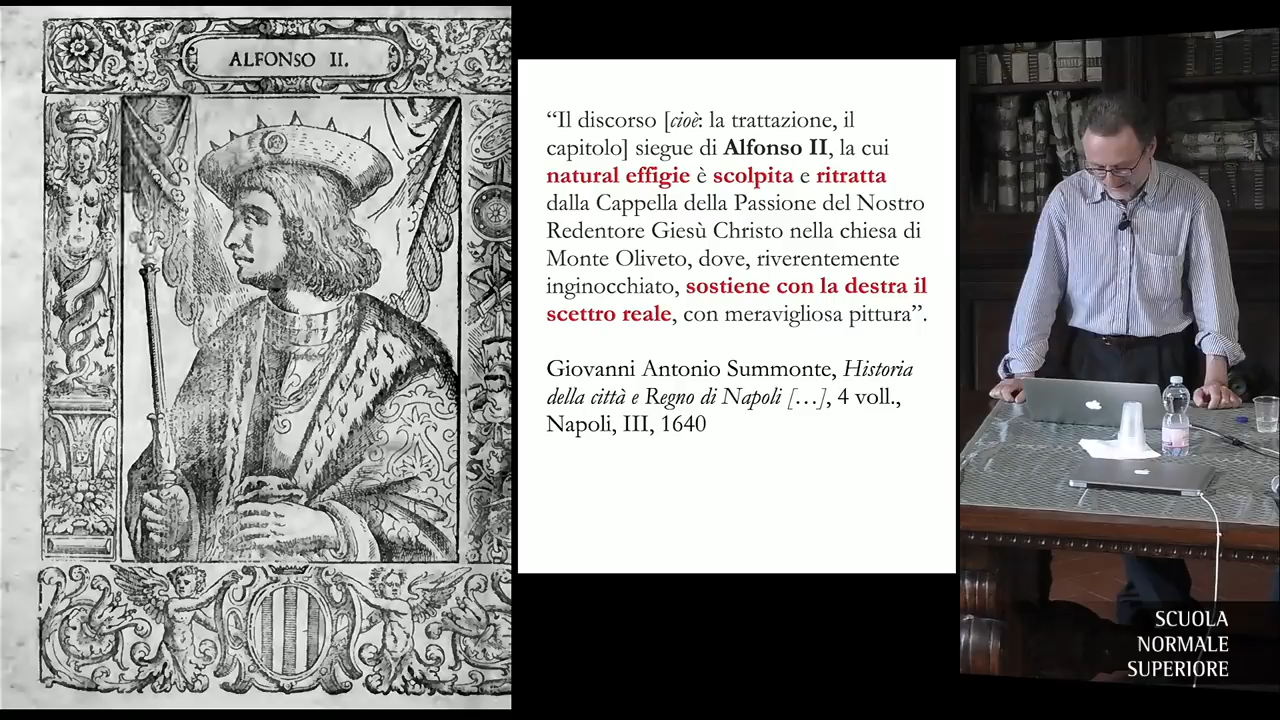 ALFONSO II.
“Il discorso [cioè: la trattazione, il
capitolo] siegue di Alfonso II, la cui
natural effigie è scolpita e ritratta
dalla Cappella della Passione del Nostro
Redentore Giesù Christo nella chiesa di
Monte Oliveto, dove, riverentemente
inginocchiato, sostiene con la destra il
scettro reale, con meravigliosa pittura”.
Giovanni Antonio Summonte, Historia
della città e Regno di Napoli […], 4 voll.,
Napoli, III, 1640
SCUOLA
NORMALE
SUPERIORE